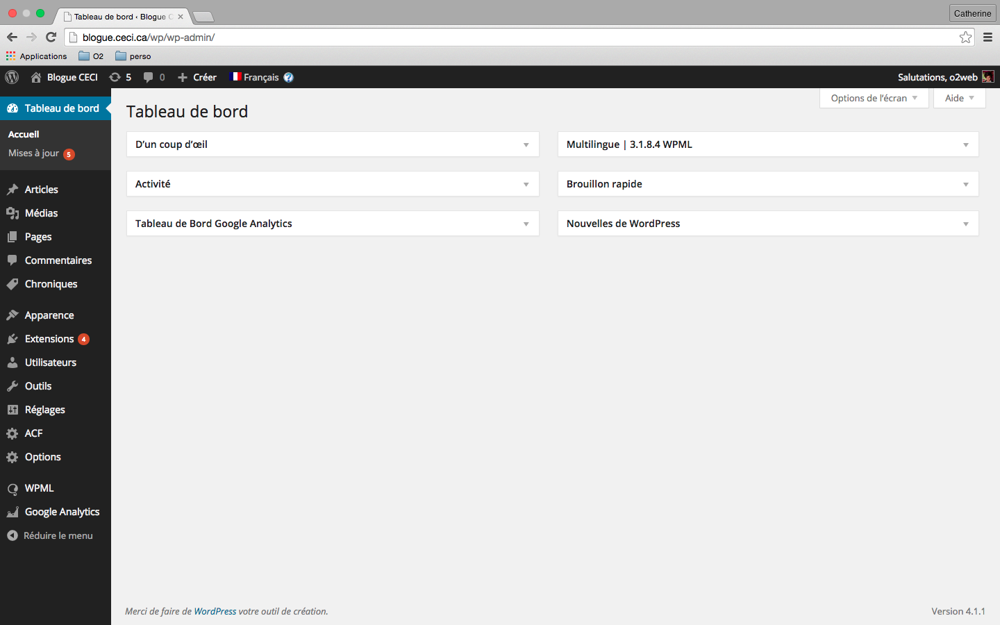 Tableau de bord ‹ Blogue C
Catherine
blogue.ceci.ca/wp/wp-admin/
Applications O2 perso
Blogue CECI 5 0 Créer Français ? Salutations, o2web
Tableau de bord
Accueil
Mises à jour 5
Articles
Médias
Pages
Commentaires
Chroniques
Apparence
Extensions 4
Utilisateurs
Outils
Réglages
ACF
Options
WPML
Google Analytics
Réduire le menu
Options de l’écran Aide
Tableau de bord
D’un coup d’œil
Activité
Tableau de Bord Google Analytics
Multilingue | 3.1.8.4 WPML
Brouillon rapide
Nouvelles de WordPress
Merci de faire de WordPress votre outil de création.
Version 4.1.1